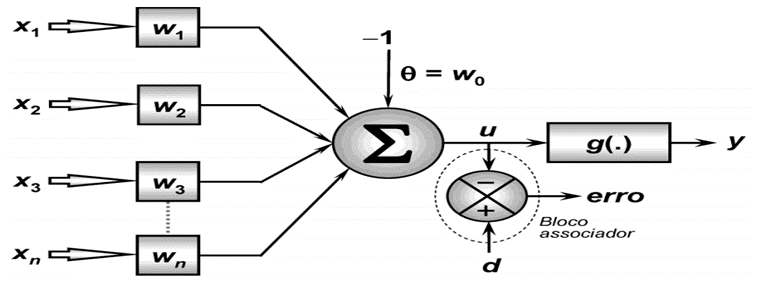 x1 w1
−1
θ = w0
x2 w2
Σ
u
g(.)
y
x3 w3
−
+
erro
Bloco
associador
xn wn
d